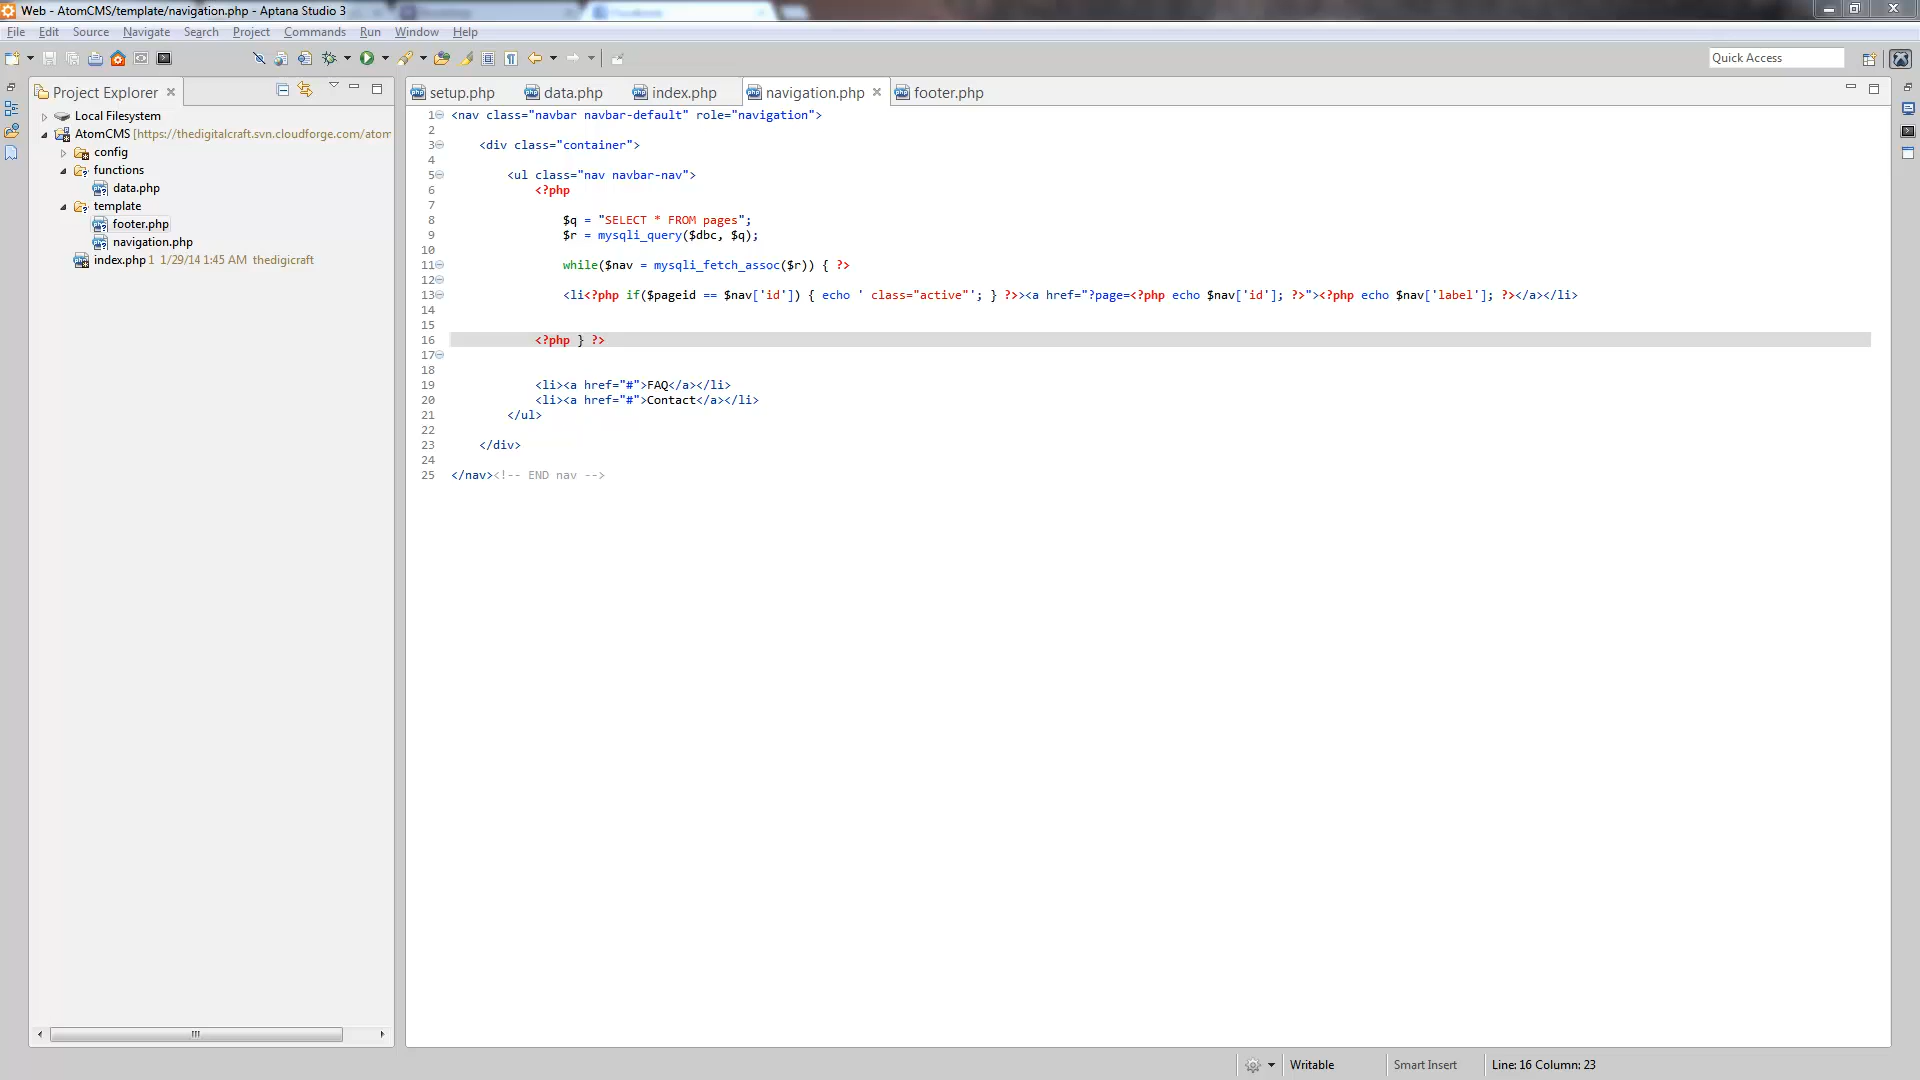 Web - AtomCMS/template/navigation.php - Aptana Studio 3
File Edit Source Navigate Search Project Commands Run Window Help
Quick Access
Project Explorer
setup.php data.php index.php navigation.php footer.php
Local Filesystem
AtomCMS [https://thedigitalcraft.svn.cloudforge.com/atom
config
functions
data.php
template
footer.php
navigation.php
index.php 1 1/29/14 1:45 AM thedigicraft
1 <nav class="navbar navbar-default" role="navigation">
2
3 <div class="container">
4
5 <ul class="nav navbar-nav">
6 <?php
7
8 $q = "SELECT * FROM pages";
9 $r = mysqli_query($dbc, $q);
10
11 while($nav = mysqli_fetch_assoc($r)) { ?>
12
13 <li<?php if($pageid == $nav['id']) { echo ' class="active"'; } ?>><a href="?page=<?php echo $nav['id']; ?>"><?php echo $nav['label']; ?></a></li>
14
15
16 <?php } ?>
17
18
19 <li><a href="#">FAQ</a></li>
20 <li><a href="#">Contact</a></li>
21 </ul>
22
23 </div>
24
25 </nav><!-- END nav -->
Writable Smart Insert Line: 16 Column: 23